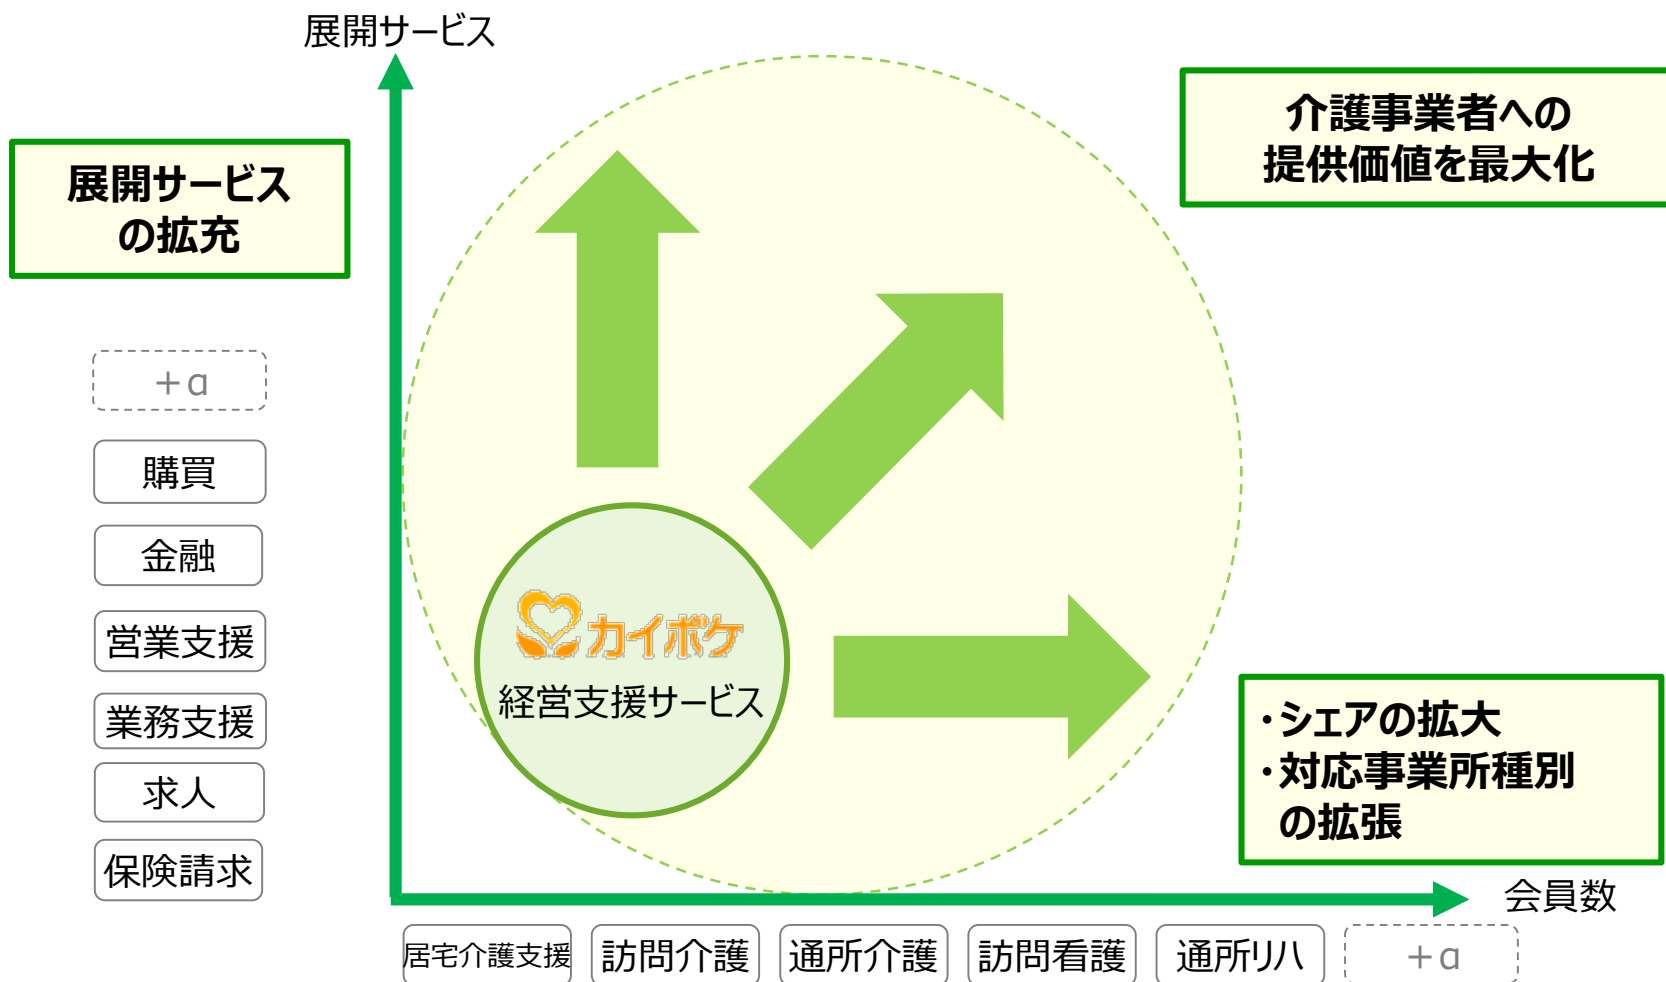 展開サービス
介護事業者への
提供価値を最大化
展開サービス
の拡充
+α
購買
金融
営業支援
業務支援
求人
保険請求
カイポケ
経営支援サービス
・シェアの拡大
・対応事業所種別
の拡張
会員数
居宅介護支援
訪問介護
通所介護
訪問看護
通所リハ
+α